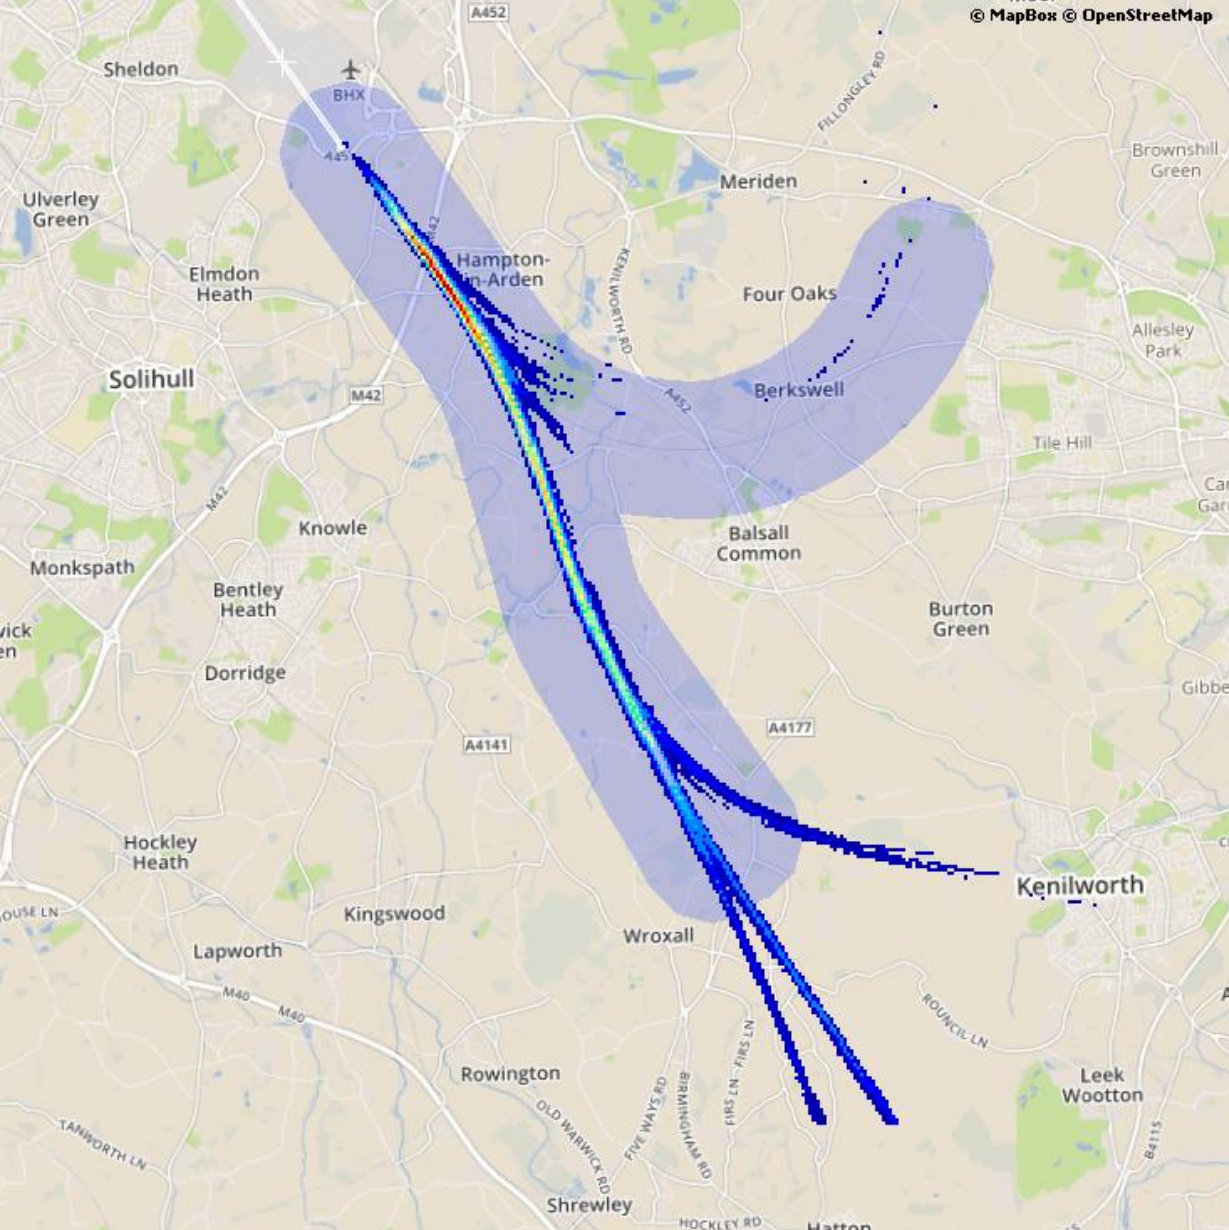 © MapBox © OpenStreetMap
A452
Sheldon
BHX
FILLONGLEY RD
Brownshill
Green
Meriden
Ulverley
Green
Hampton-
in-Arden
KENILWORTH RD
Elmdon
Heath
Four Oaks
Allesley
Park
Solihull
M42
A452
Berkswell
Tile Hill
M42
Knowle
Balsall
Common
Monkspath
Bentley
Heath
Burton
Green
Dorridge
A4141
A4177
Hockley
Heath
Kenilworth
Kingswood
Wroxall
Lapworth
M40
M40
ROUNCIL LN
FIRS LN
FIRS LN
Rowington
Leek
Wootton
OLD WARWICK RD
FIVE WAYS RD
BIRMINGHAM RD
TANWORTH LN
B4115
Shrewley
HOCKLEY RD